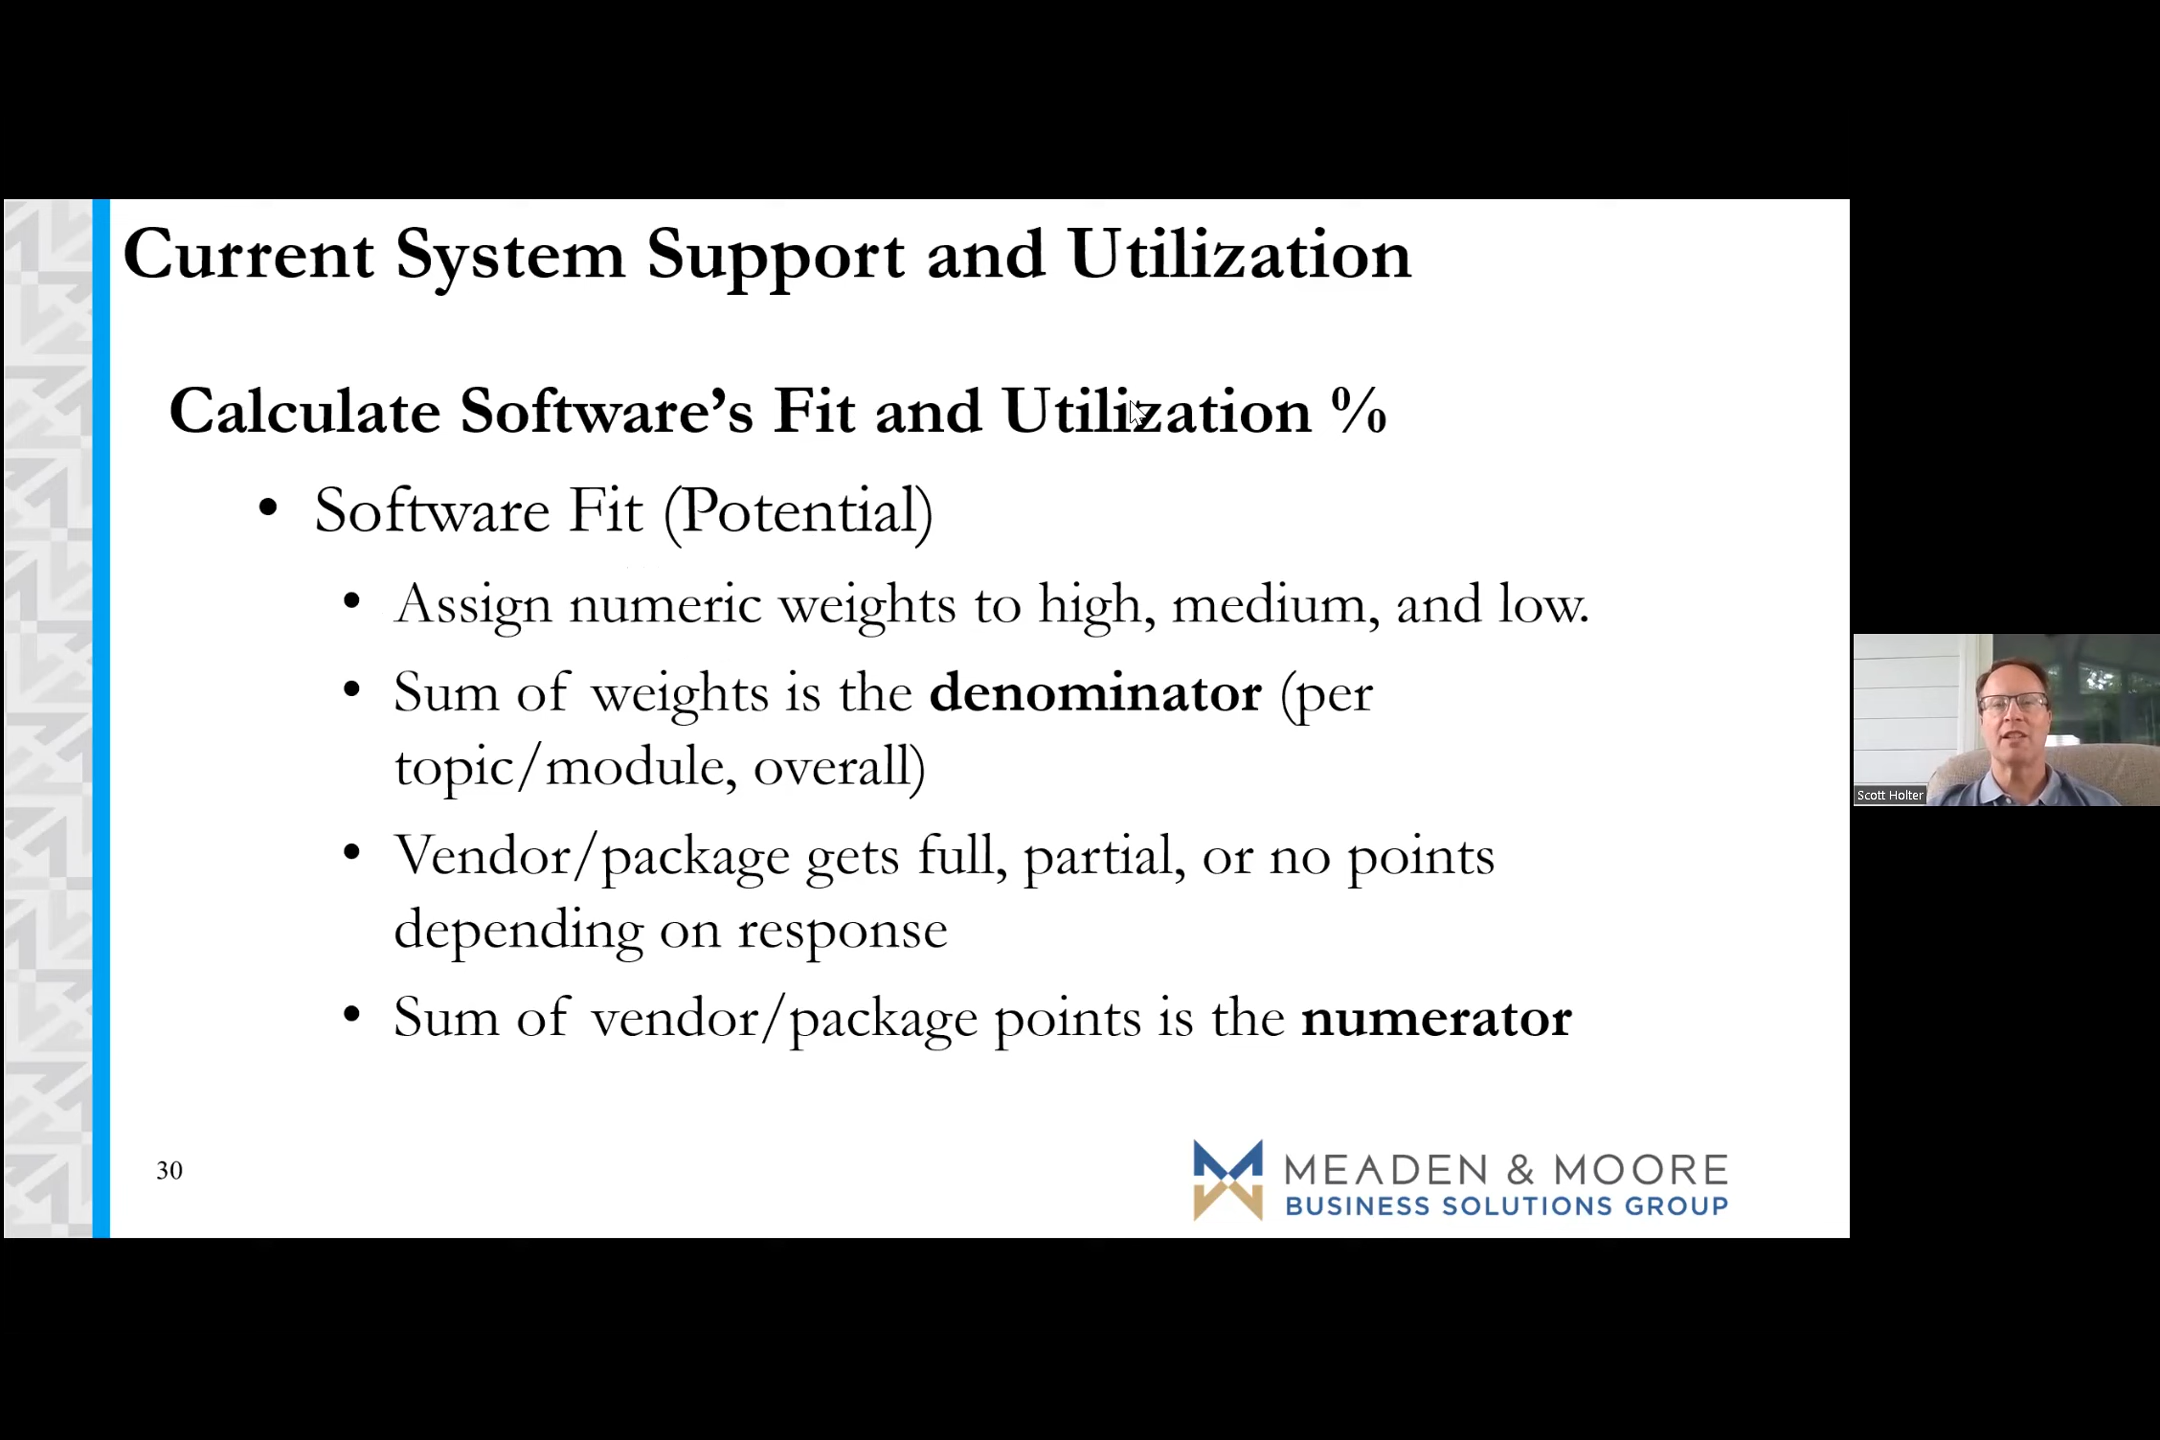 Current System Support and Utilization
Calculate Software’s Fit and Utilization %
• Software Fit (Potential)
• Assign numeric weights to high, medium, and low.
• Sum of weights is the denominator (per
topic/module, overall)
• Vendor/package gets full, partial, or no points
depending on response
• Sum of vendor/package points is the numerator
30
MEADEN & MOORE
BUSINESS SOLUTIONS GROUP
Scott Holter